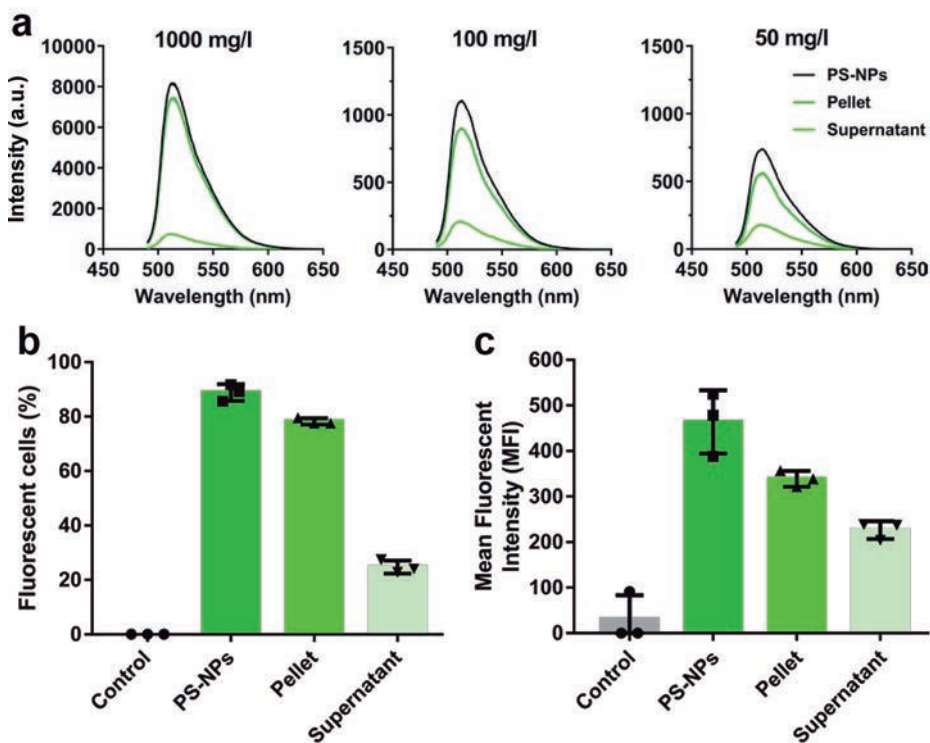 a
1000 mg/l
100 mg/l
50 mg/l
10000
8000
6000
4000
2000
0
Intensity (a.u.)
450 500 550 600 650
Wavelength (nm)
1500
1000
500
0
450 500 550 600 650
Wavelength (nm)
1500
1000
500
250
0
450 500 550 600 650
Wavelength (nm)
PS-NPs
Pellet
Supernatant
b
Fluorescent cells (%)
100
80
60
40
20
0
Control
PS-NPs
Pellet
Supernatant
c
Mean Fluorescent
Intensity (MFI)
600
500
400
300
200
100
0
Control
PS-NPs
Pellet
Supernatant